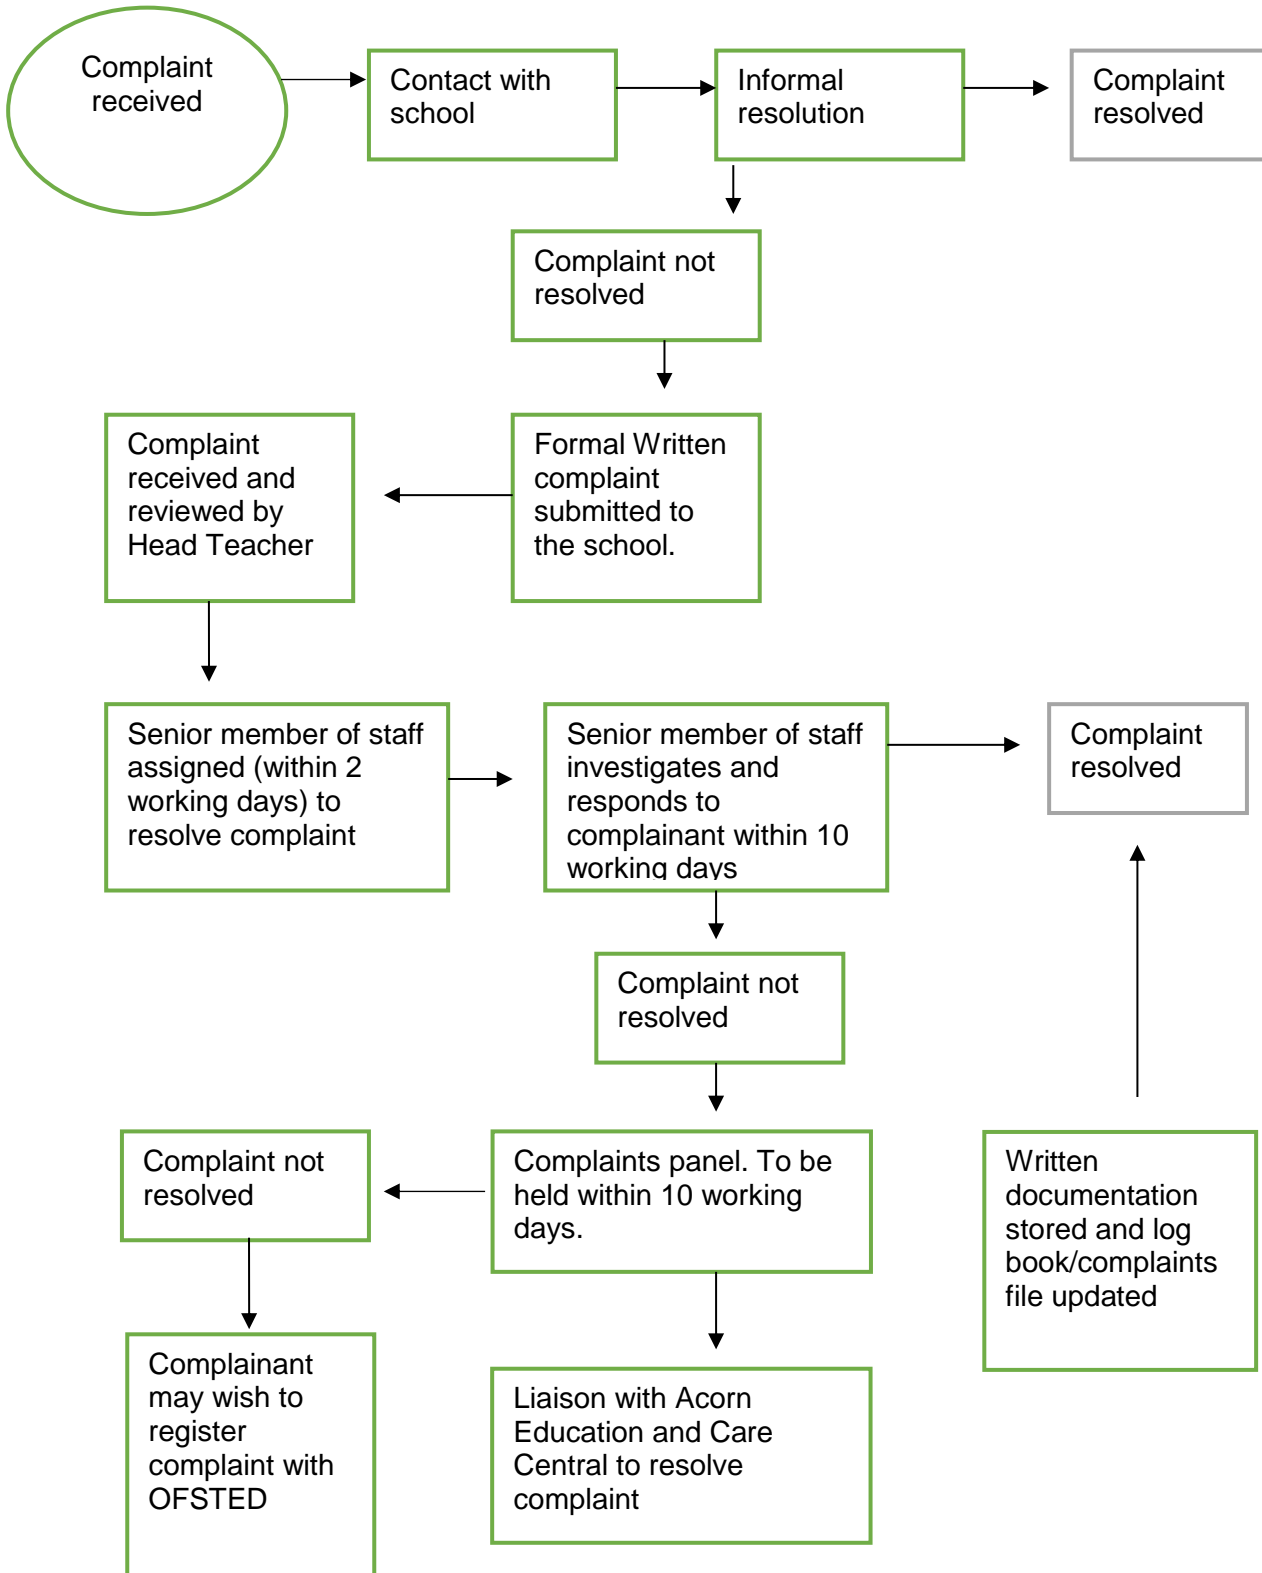 Complaint
received
Contact with
school
Informal
resolution
Complaint
resolved
Complaint not
resolved
Complaint
received and
reviewed by
Head Teacher
Formal Written
complaint
submitted to
the school.
Senior member of staff
assigned (within 2
working days) to
resolve complaint
Senior member of staff
investigates and
responds to
complainant within 10
working days
Complaint
resolved
Complaint not
resolved
Complaint not
resolved
Complaints panel. To be
held within 10 working
days.
Written
documentation
stored and log
book/complaints
file updated
Complainant
may wish to
register
complaint with
OFSTED
Liaison with Acorn
Education and Care
Central to resolve
complaint